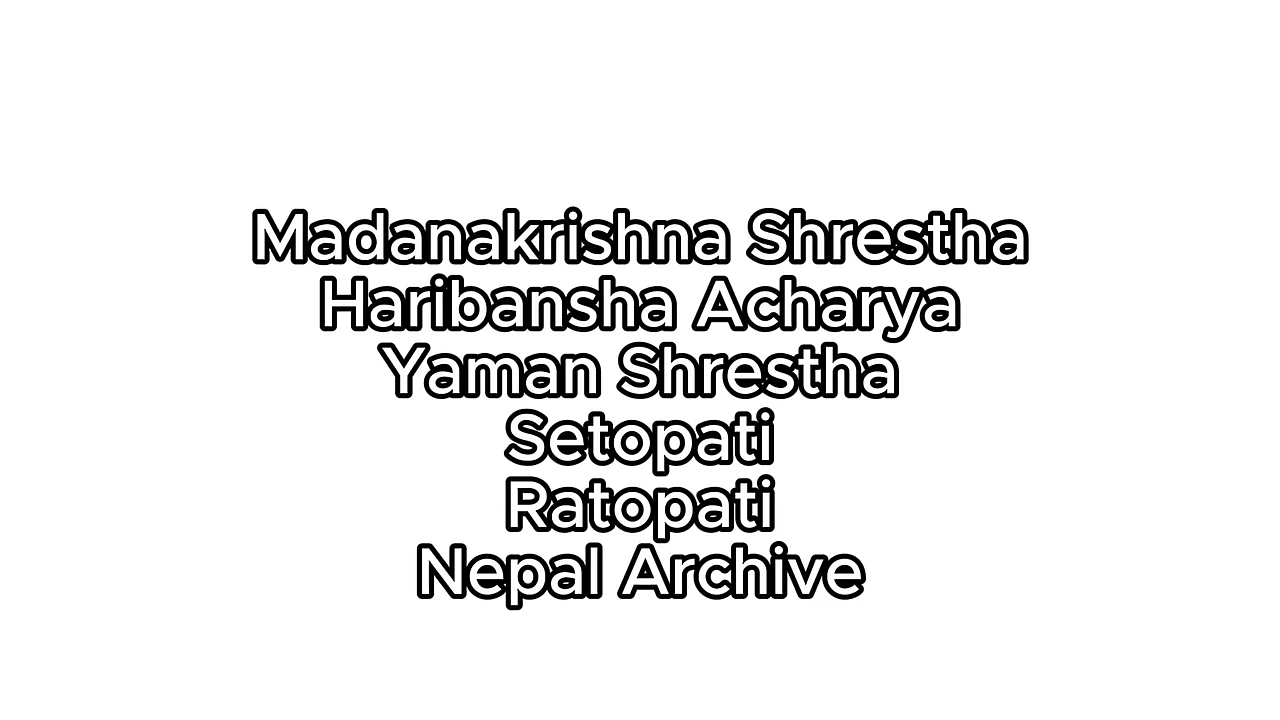 Madanakrishna Shrestha
Haribansha Acharya
Yaman Shrestha
Setopati
Ratopati
Nepal Archive